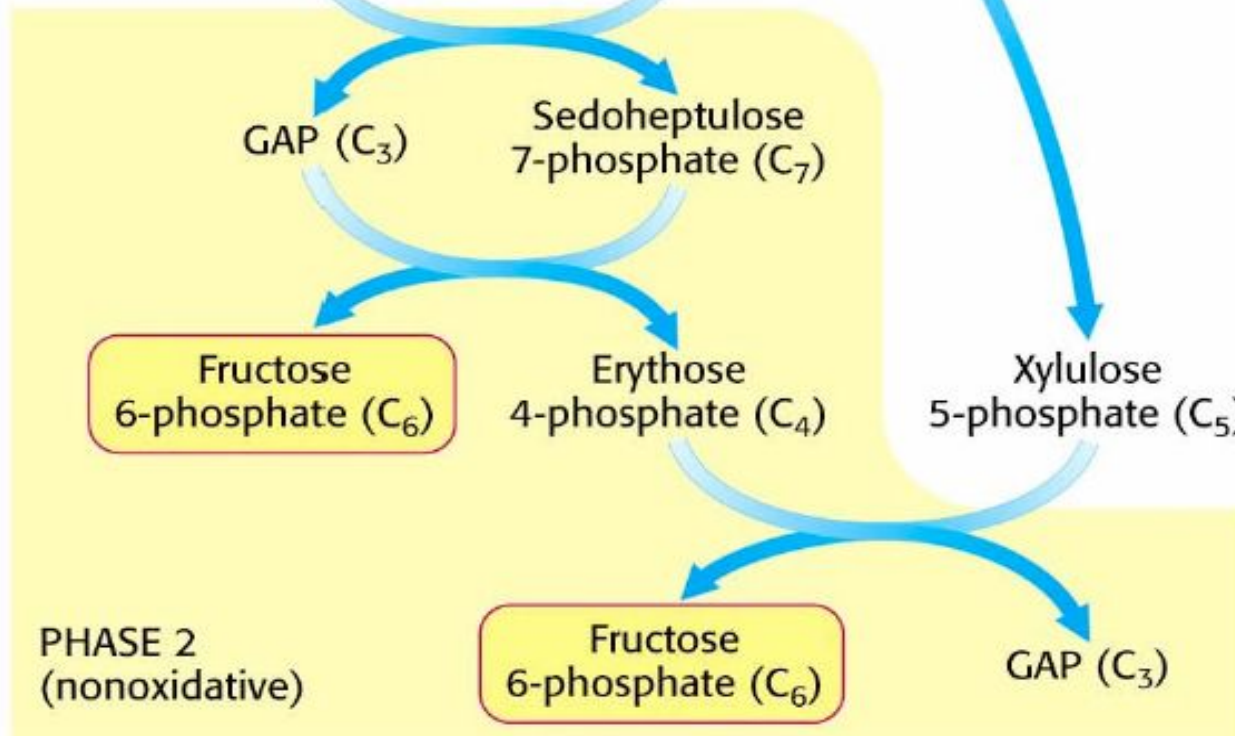 GAP (C₃)
Sedoheptulose
7-phosphate (C₇)
Fructose
6-phosphate (C₆)
Erythose
4-phosphate (C₄)
Xylulose
5-phosphate (C₅)
Fructose
6-phosphate (C₆)
GAP (C₃)
PHASE 2
(nonoxidative)